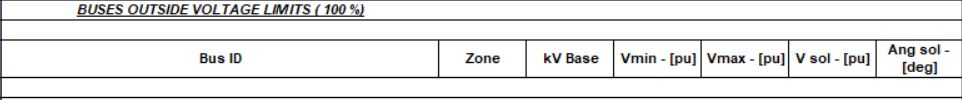 BUSES OUTSIDE VOLTAGE LIMITS ( 100 %)
Bus ID Zone kV Base Vmin - [pu] Vmax - [pu] V sol - [pu] Ang sol - [deg]